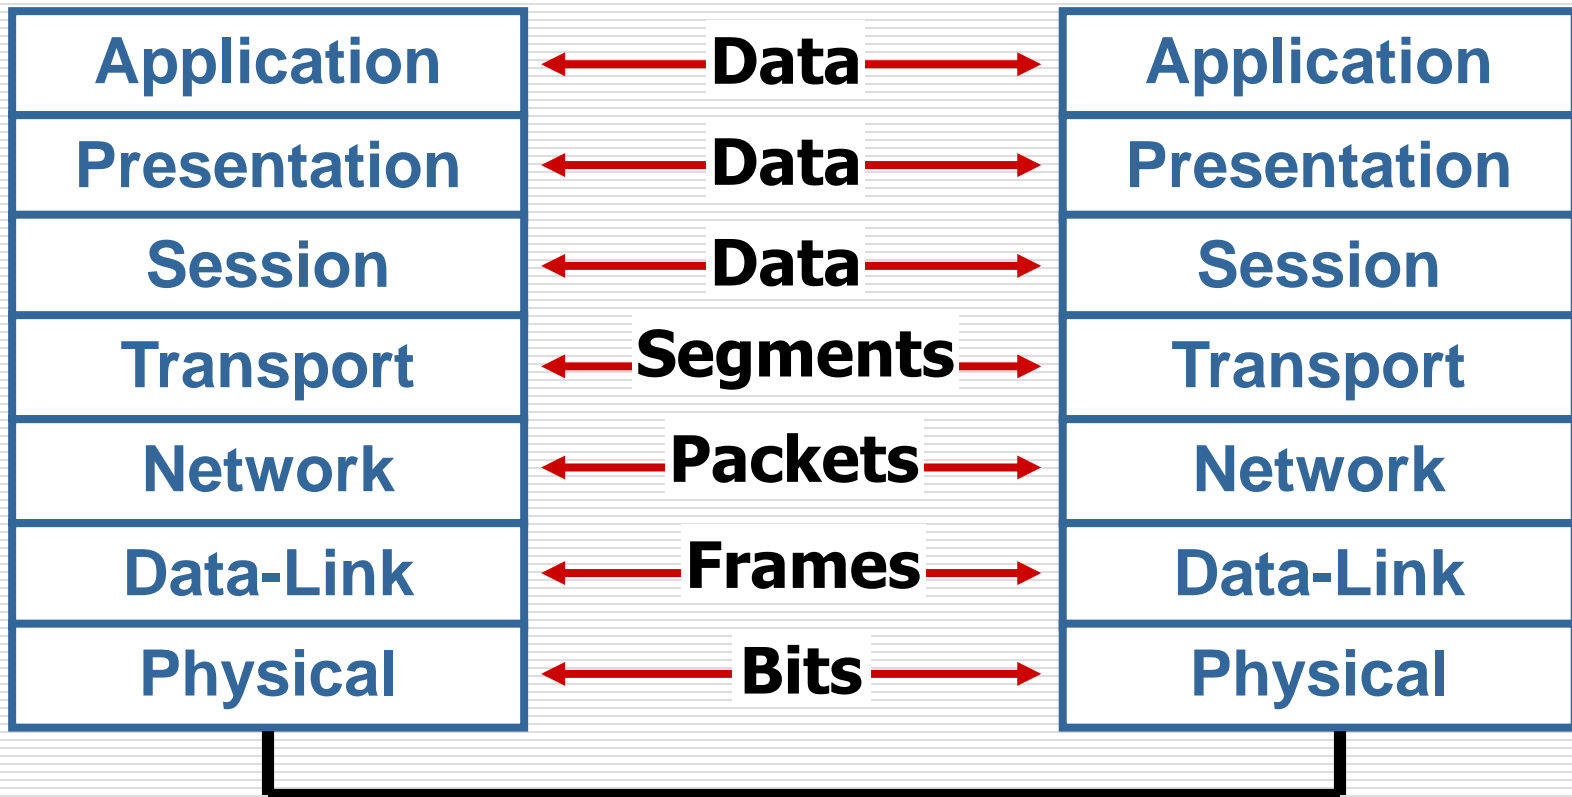 Application Data Application
Presentation Data Presentation
Session Data Session
Transport Segments Transport
Network Packets Network
Data-Link Frames Data-Link
Physical Bits Physical